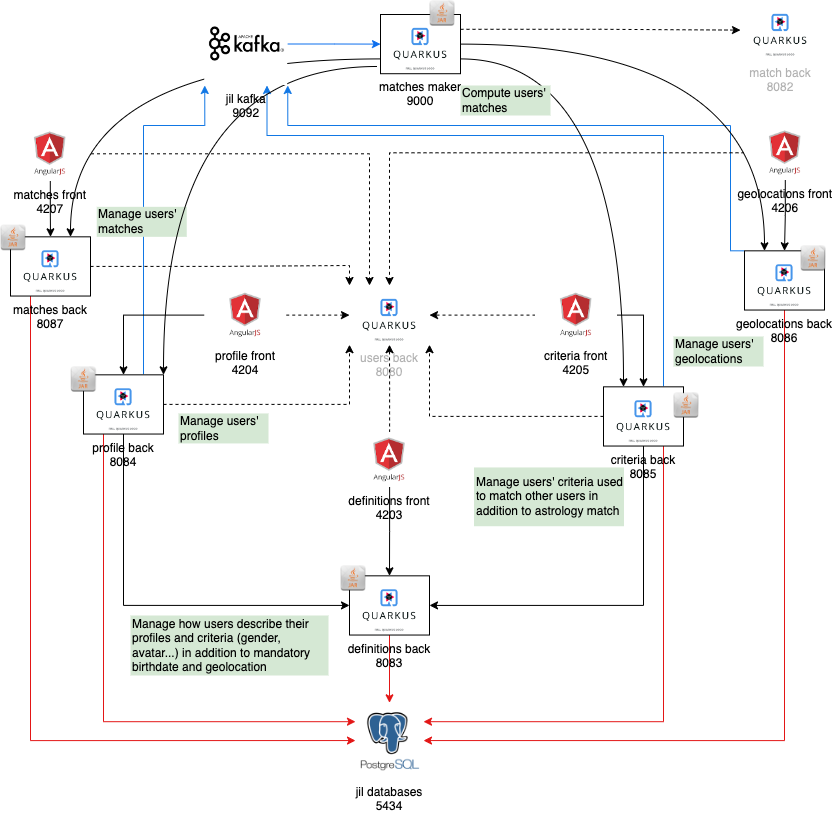 APACHE
kafka
QUARKUS
QUARKUS
jil kafka
9092
matches maker
9000
Compute users'
matches
match back
8082
AngularJS
AngularJS
matches front
4207
geolocations front
4206
Manage users'
matches
JAR
QUARKUS
JAR
QUARKUS
matches back
8087
geolocations back
8086
AngularJS
QUARKUS
AngularJS
profile front
4204
users back
8080
criteria front
4205
Manage users'
geolocations
JAR
QUARKUS
JAR
QUARKUS
profile back
8084
Manage users'
profiles
AngularJS
criteria back
8085
definitions front
4203
Manage users' criteria used
to match other users in
addition to astrology match
JAR
QUARKUS
Manage how users describe their
profiles and criteria (gender,
avatar...) in addition to mandatory
birthdate and geolocation
definitions back
8083
PostgreSQL
jil databases
5434